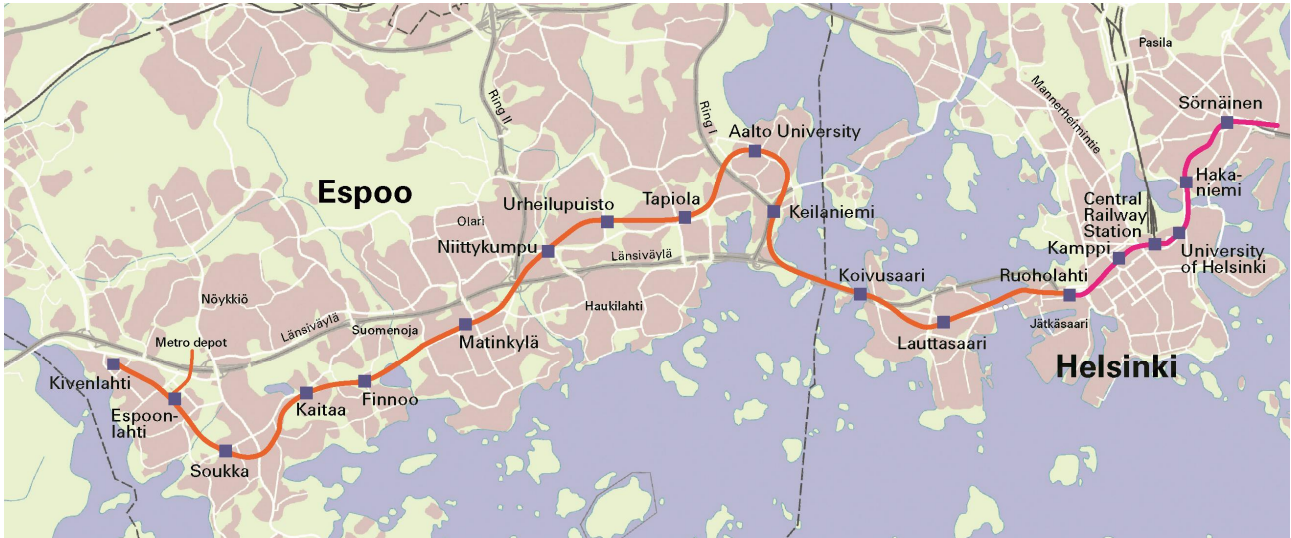 Pasila
Ring II
Ring I
Mannerheimintie
Sörnäinen
Aalto University
Espoo
Haka-
niemi
Tapiola
Central
Railway
Station
Urheilupuisto
Keilaniemi
Olari
Niittykumpu
Kamppi
University
of Helsinki
Länsiväylä
Koivusaari
Ruoholahti
Nöykkiö
Haukilahti
Länsiväylä
Suomenoja
Jätkäsaari
Metro depot
Matinkylä
Lauttasaari
Helsinki
Kivenlahti
Finnoo
Kaitaa
Espoon-
lahti
Soukka